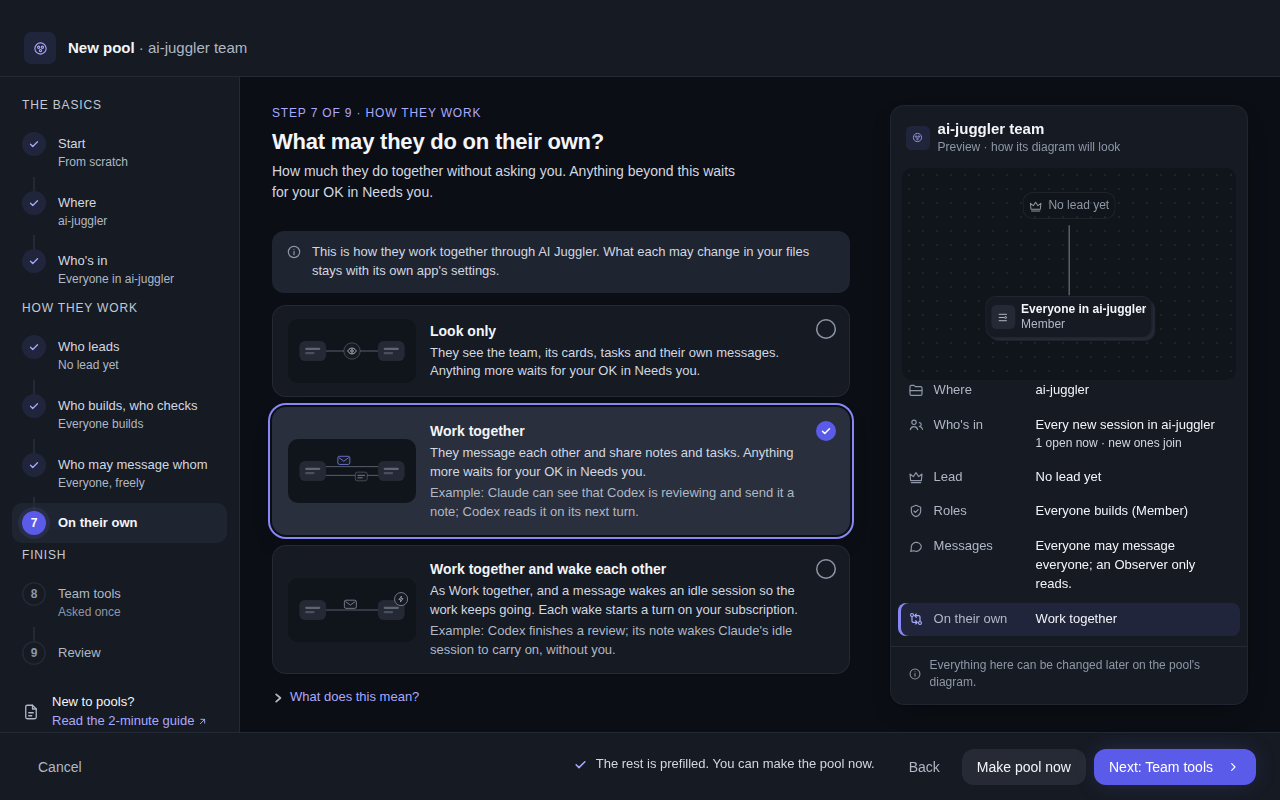 New pool · ai-juggler team
THE BASICS
Start
From scratch
Where
ai-juggler
Who's in
Everyone in ai-juggler
HOW THEY WORK
Who leads
No lead yet
Who builds, who checks
Everyone builds
Who may message whom
Everyone, freely
7 On their own
FINISH
8 Team tools
Asked once
9 Review
New to pools?
Read the 2-minute guide
STEP 7 OF 9 · HOW THEY WORK
What may they do on their own?
How much they do together without asking you. Anything beyond this waits
for your OK in Needs you.
This is how they work together through AI Juggler. What each may change in your files
stays with its own app's settings.
Look only
They see the team, its cards, tasks and their own messages.
Anything more waits for your OK in Needs you.
Work together
They message each other and share notes and tasks. Anything
more waits for your OK in Needs you.
Example: Claude can see that Codex is reviewing and send it a
note; Codex reads it on its next turn.
Work together and wake each other
As Work together, and a message wakes an idle session so the
work keeps going. Each wake starts a turn on your subscription.
Example: Codex finishes a review; its note wakes Claude's idle
session to carry on, without you.
What does this mean?
ai-juggler team
Preview · how its diagram will look
No lead yet
Everyone in ai-juggler
Member
Where ai-juggler
Who's in Every new session in ai-juggler
1 open now · new ones join
Lead No lead yet
Roles Everyone builds (Member)
Messages Everyone may message
everyone; an Observer only
reads.
On their own Work together
Everything here can be changed later on the pool's
diagram.
Cancel
The rest is prefilled. You can make the pool now.
Back
Make pool now
Next: Team tools